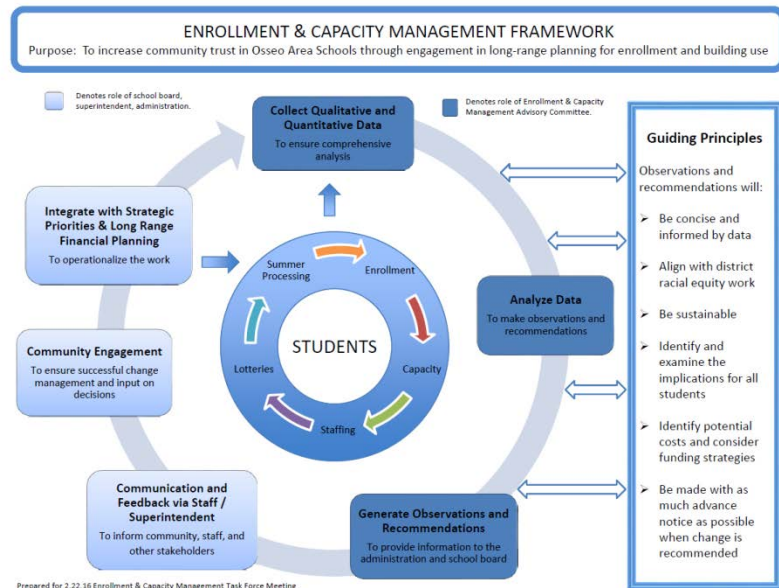 ENROLLMENT & CAPACITY MANAGEMENT FRAMEWORK
Purpose: To increase community trust in Osseo Area Schools through engagement in long-range planning for enrollment and building use
Denotes role of school board,
superintendent, administration.
Denotes role of Enrollment & Capacity
Management Advisory Committee.
Collect Qualitative and
Quantitative Data
To ensure comprehensive
analysis
Analyze Data
To make observations and
recommendations
Generate Observations and
Recommendations
To provide information to the
administration and school board
Communication and
Feedback via Staff /
Superintendent
To inform community, staff, and
other stakeholders
Community Engagement
To ensure successful change
management and input on
decisions
Integrate with Strategic
Priorities & Long Range
Financial Planning
To operationalize the work
Summer
Processing
Enrollment
Capacity
Staffing
Lotteries
STUDENTS
Guiding Principles
Observations and
recommendations will:
➢ Be concise and
informed by data
➢ Align with district
racial equity work
➢ Be sustainable
➢ Identify and
examine the
implications for all
students
➢ Identify potential
costs and consider
funding strategies
➢ Be made with as
much advance
notice as possible
when change is
recommended
Prepared for 2.22.16 Enrollment & Capacity Management Task Force Meeting